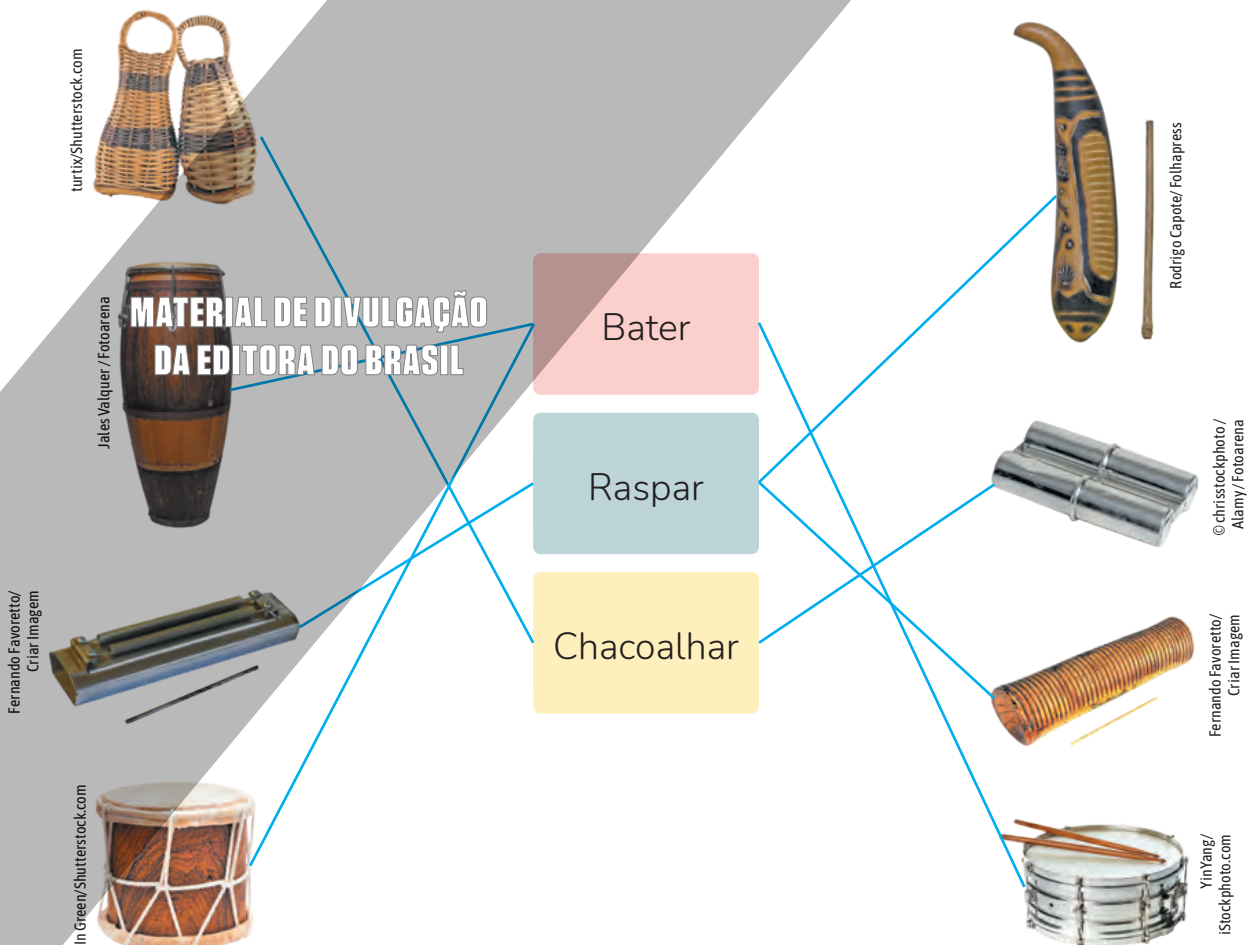 turtix/Shutterstock.com
Jales Valquer / Fotoarena
Fernando Favoretto/
Criar Imagem
In Green/Shutterstock.com
MATERIAL DE DIVULGAÇÃO
DA EDITORA DO BRASIL
Bater
Raspar
Chacoalhar
Rodrigo Capote/ Folhapress
© chrisstockphoto /
Alamy / Fotoarena
Fernando Favoretto/
Criar Imagem
YinYang/
iStockphoto.com